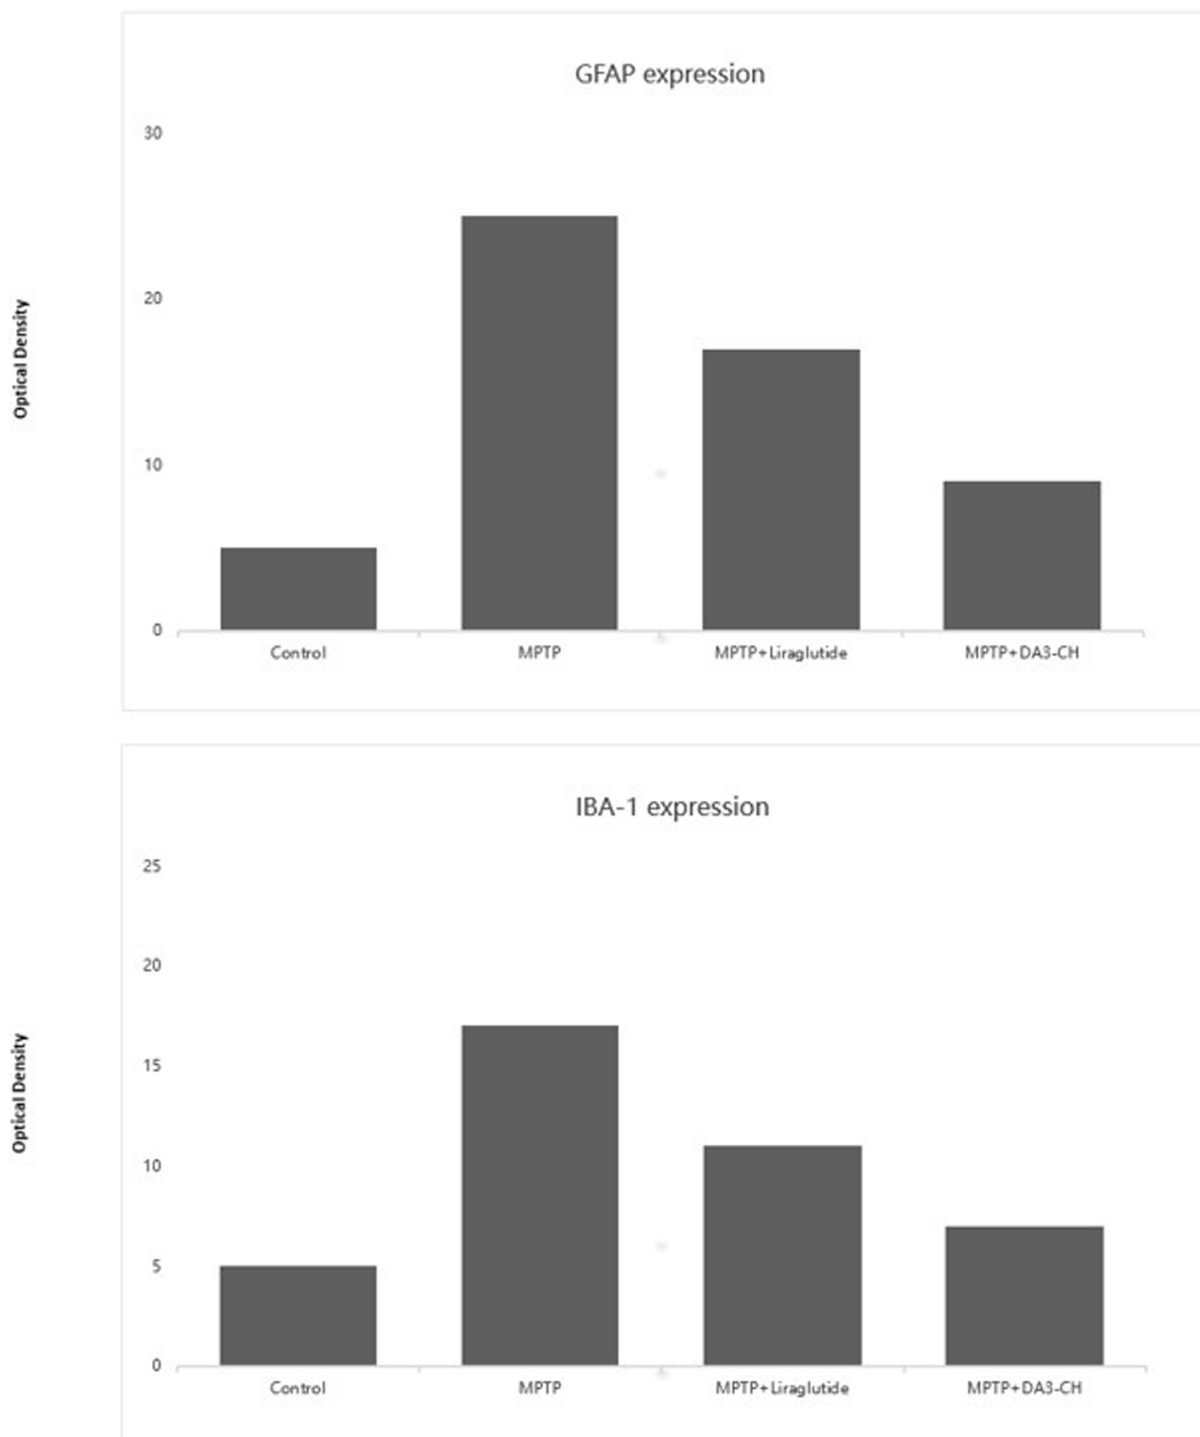 GFAP expression
30
20
10
0
Optical Density
Control MPTP MPTP+Liraglutide MPTP+DA3-CH
IBA-1 expression
25
20
15
10
5
0
Optical Density
Control MPTP MPTP+Liraglutide MPTP+DA3-CH